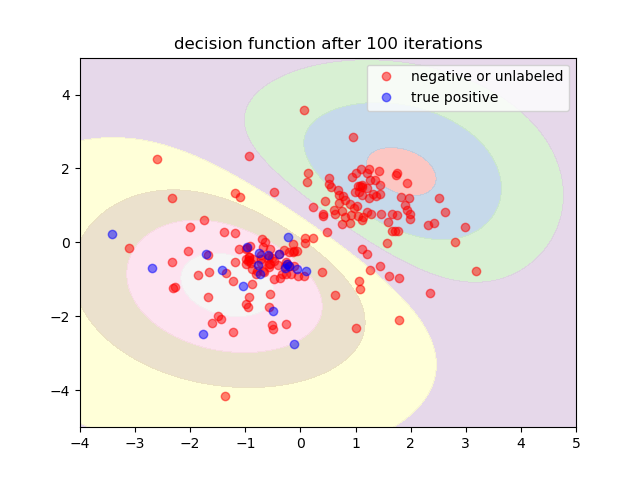 decision function after 100 iterations
negative or unlabeled
true positive
4
2
0
−2
−4
−4 −3 −2 −1 0 1 2 3 4 5